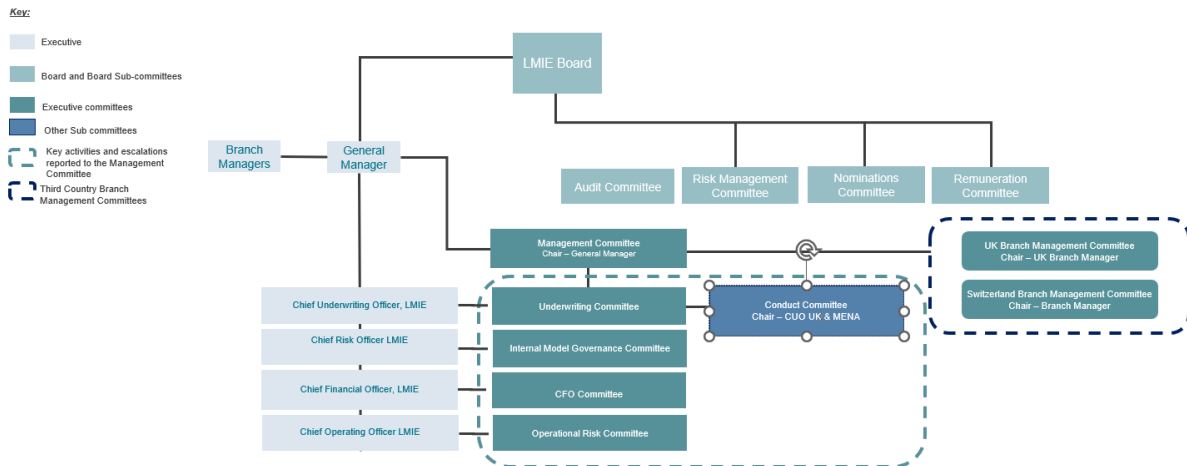 Key:
Executive
Board and Board Sub-committees
Executive committees
Other Sub committees
Key activities and escalations
reported to the Management
Committee
Third Country Branch
Management Committees
LMIE Board
Branch
Managers
General
Manager
Audit Committee
Risk Management
Committee
Nominations
Committee
Remuneration
Committee
Management Committee
Chair – General Manager
UK Branch Management Committee
Chair – UK Branch Manager
Switzerland Branch Management Committee
Chair – Branch Manager
Chief Underwriting Officer, LMIE
Underwriting Committee
Conduct Committee
Chair – CUO UK & MENA
Chief Risk Officer LMIE
Internal Model Governance Committee
Chief Financial Officer, LMIE
CFO Committee
Chief Operating Officer LMIE
Operational Risk Committee